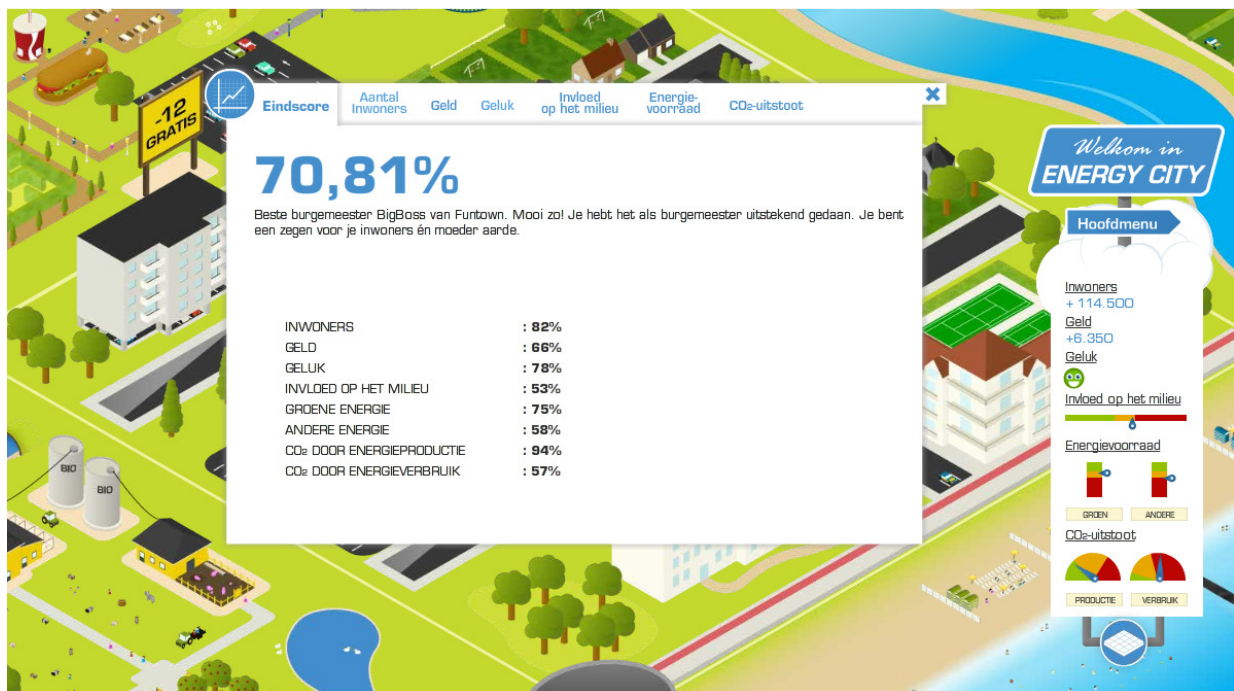 -12
GRATIS
Eindscore
Aantal
Inwoners
Geld
Geluk
Invloed
op het milieu
Energie-
voorraad
CO₂-uitstoot
70,81%
Beste burgemeester BigBoss van Funtown. Mooi zo! Je hebt het als burgemeester uitstekend gedaan. Je bent
een zegen voor je inwoners én moeder aarde.
INWONERS : 82%
GELD : 66%
GELUK : 78%
INVLOED OP HET MILIEU : 53%
GROENE ENERGIE : 75%
ANDERE ENERGIE : 58%
CO₂ DOOR ENERGIEPRODUCTIE : 94%
CO₂ DOOR ENERGIEVERBRUIK : 57%
BIO
BIO
Welkom in
ENERGY CITY
Hoofdmenu
Inwoners
+ 114.500
Geld
+6.350
Geluk
Invloed op het milieu
Energievoorraad
GROEN ANDERE
CO₂-uitstoot
PRODUCTIE VERBRUIK